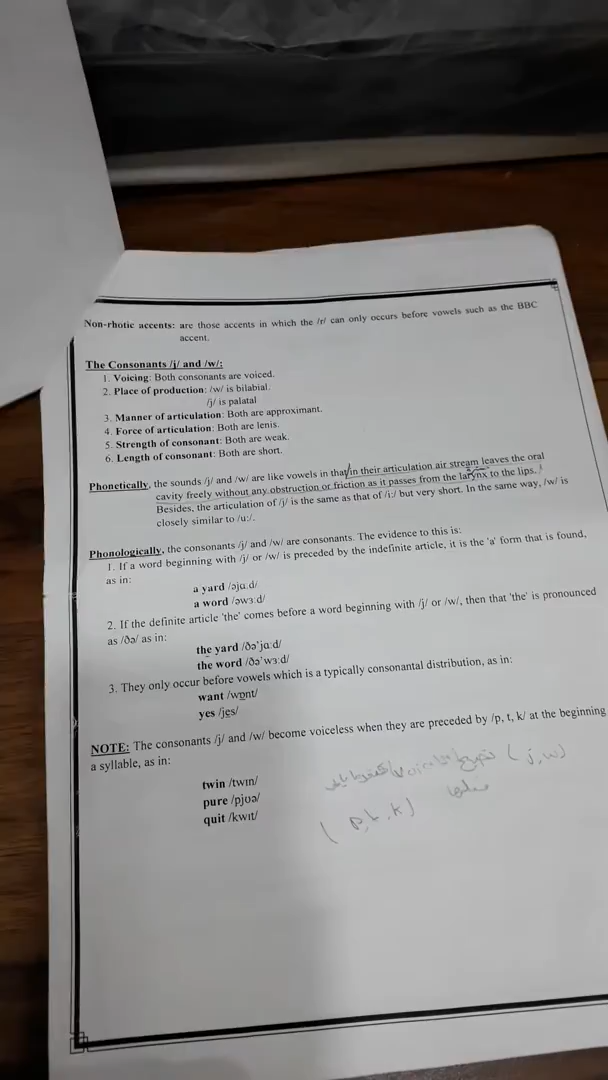 Non-rhotic accents: are those accents in which the /r/ can only occurs before vowels such as the BBC
accent.
The Consonants /j/ and /w/:
1. Voicing: Both consonants are voiced.
2. Place of production: /w/ is bilabial.
/j/ is palatal
3. Manner of articulation: Both are approximant.
4. Force of articulation: Both are lenis.
5. Strength of consonant: Both are weak.
6. Length of consonant: Both are short.
Phonetically, the sounds /j/ and /w/ are like vowels in that in their articulation air stream leaves the oral
cavity freely without any obstruction or friction as it passes from the larynx to the lips.
Besides, the articulation of /j/ is the same as that of /i:/ but very short. In the same way, /w/ is
closely similar to /u:/.
Phonologically, the consonants /j/ and /w/ are consonants. The evidence to this is:
1. If a word beginning with /j/ or /w/ is preceded by the indefinite article, it is the 'a' form that is found,
as in:
a yard /əjɑ:d/
a word /əwɜ:d/
2. If the definite article 'the' comes before a word beginning with /j/ or /w/, then that 'the' is pronounced
as /ðə/ as in:
the yard /ðə'jɑ:d/
the word /ðə'wɜ:d/
3. They only occur before vowels which is a typically consonantal distribution, as in:
want /wɒnt/
yes /jes/
NOTE: The consonants /j/ and /w/ become voiceless when they are preceded by /p, t, k/ at the beginning
a syllable, as in:
twin /twɪn/
pure /pjʊə/
quit /kwɪt/
(j,w)
(p,t,k)